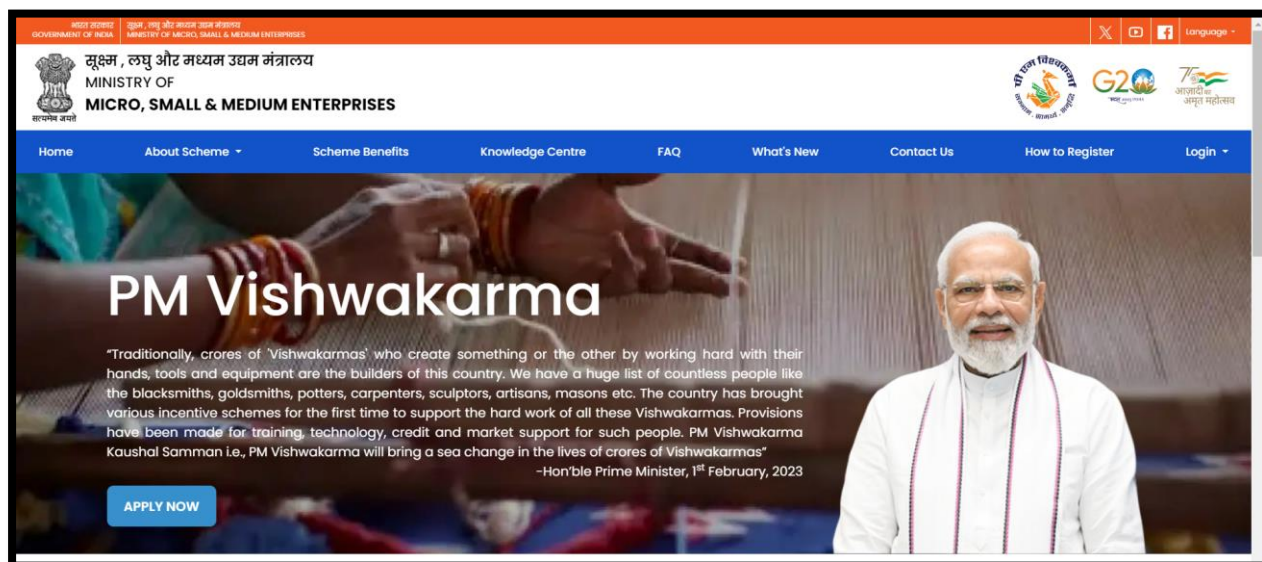 भारत सरकार
GOVERNMENT OF INDIA
सूक्ष्म , लघु और मध्यम उद्यम मंत्रालय
MINISTRY OF MICRO, SMALL & MEDIUM ENTERPRISES
Language
सूक्ष्म , लघु और मध्यम उद्यम मंत्रालय
MINISTRY OF
MICRO, SMALL & MEDIUM ENTERPRISES
सत्यमेव जयते
पी एम विश्वकर्मा
सम्मान . सामर्थ्य . समृद्धि
G20
आज़ादी का
अमृत महोत्सव
Home About Scheme Scheme Benefits Knowledge Centre FAQ What's New Contact Us How to Register Login
PM Vishwakarma
"Traditionally, crores of 'Vishwakarmas' who create something or the other by working hard with their
hands, tools and equipment are the builders of this country. We have a huge list of countless people like
the blacksmiths, goldsmiths, potters, carpenters, sculptors, artisans, masons etc. The country has brought
various incentive schemes for the first time to support the hard work of all these Vishwakarmas. Provisions
have been made for training, technology, credit and market support for such people. PM Vishwakarma
Kaushal Samman i.e., PM Vishwakarma will bring a sea change in the lives of crores of Vishwakarmas"
-Hon'ble Prime Minister, 1st February, 2023
APPLY NOW